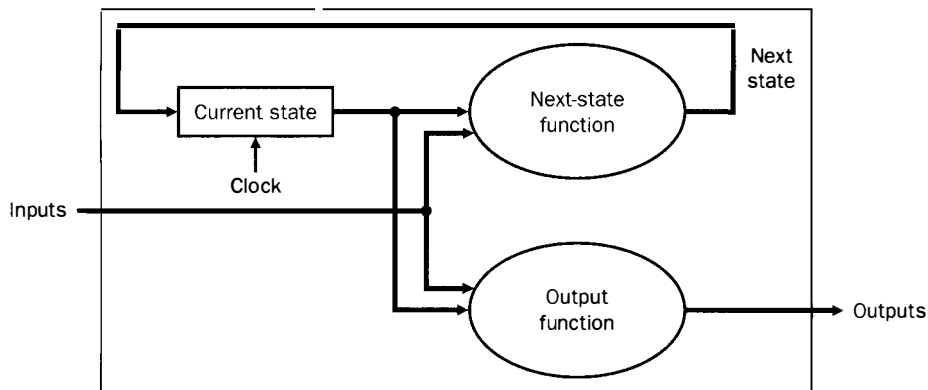 Next
state
Next-state
function
Current state
Clock
Inputs
Output
function
Outputs